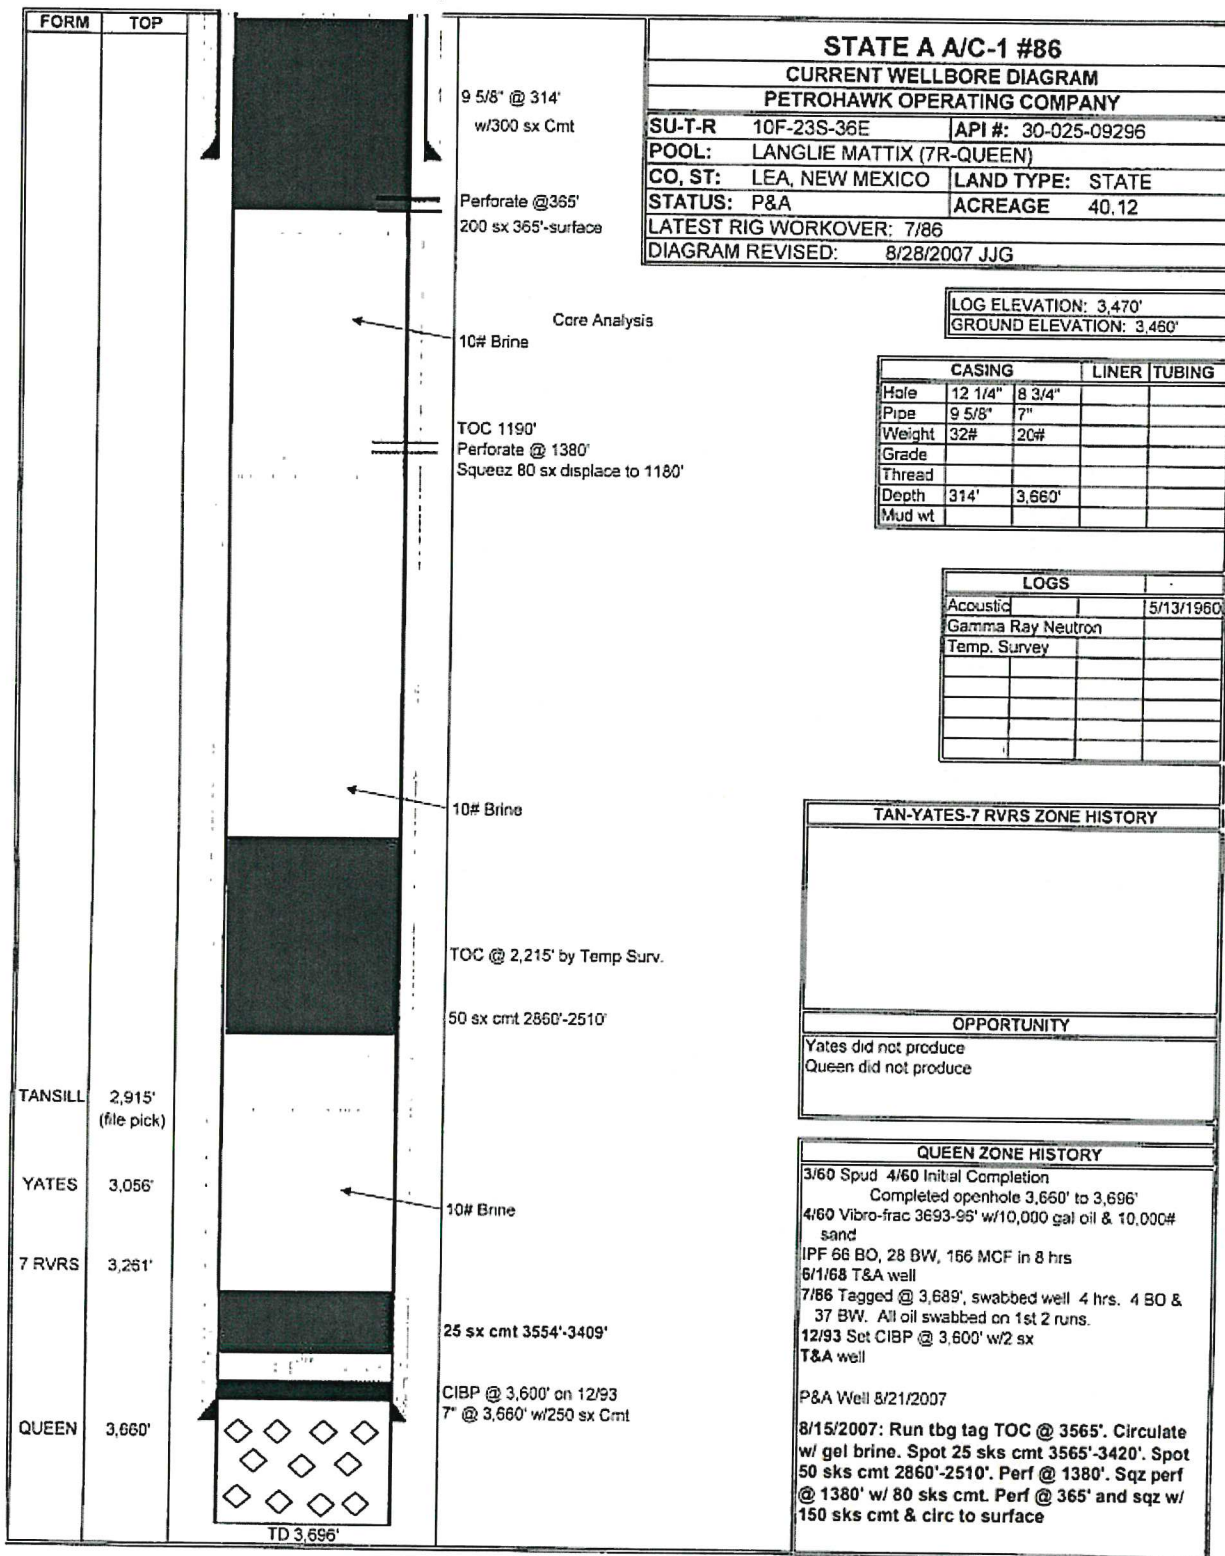 FORM TOP
STATE A A/C-1 #86
CURRENT WELLBORE DIAGRAM
PETROHAWK OPERATING COMPANY
SU-T-R 10F-23S-36E API #: 30-025-09296
POOL: LANGLIE MATTIX (7R-QUEEN)
CO, ST: LEA, NEW MEXICO LAND TYPE: STATE
STATUS: P&A ACREAGE 40.12
LATEST RIG WORKOVER: 7/86
DIAGRAM REVISED: 8/28/2007 JJG
9 5/8" @ 314'
w/300 sx Cmt
Perforate @365'
200 sx 365'-surface
LOG ELEVATION: 3,470'
GROUND ELEVATION: 3,460'
Core Analysis
10# Brine
CASING LINER TUBING
Hole 12 1/4" 8 3/4"
Pipe 9 5/8" 7"
Weight 32# 20#
Grade
Thread
Depth 314' 3,660'
Mud wt
TOC 1190'
Perforate @ 1380'
Squeez 80 sx displace to 1180'
LOGS
Acoustic 5/13/1960
Gamma Ray Neutron
Temp. Survey
10# Brine
TAN-YATES-7 RVRS ZONE HISTORY
TOC @ 2,215' by Temp Surv.
50 sx cmt 2860'-2510'
OPPORTUNITY
Yates did not produce
Queen did not produce
TANSILL 2,915'
(file pick)
YATES 3,056'
10# Brine
7 RVRS 3,261'
25 sx cmt 3554'-3409'
CIBP @ 3,600' on 12/93
7" @ 3,660' w/250 sx Cmt
QUEEN 3,660'
TD 3,696'
QUEEN ZONE HISTORY
3/60 Spud 4/60 Initial Completion
Completed openhole 3,660' to 3,696'
4/60 Vibro-frac 3693-95' w/10,000 gal oil & 10,000#
sand
IPF 66 BO, 28 BW, 166 MCF in 8 hrs
6/1/68 T&A well
7/86 Tagged @ 3,689', swabbed well 4 hrs. 4 BO &
37 BW. All oil swabbed on 1st 2 runs.
12/93 Set CIBP @ 3,600' w/2 sx
T&A well
P&A Well 8/21/2007
8/15/2007: Run tbg tag TOC @ 3565'. Circulate
w/ gel brine. Spot 25 sks cmt 3565'-3420'. Spot
50 sks cmt 2860'-2510'. Perf @ 1380'. Sqz perf
@ 1380' w/ 80 sks cmt. Perf @ 365' and sqz w/
150 sks cmt & circ to surface